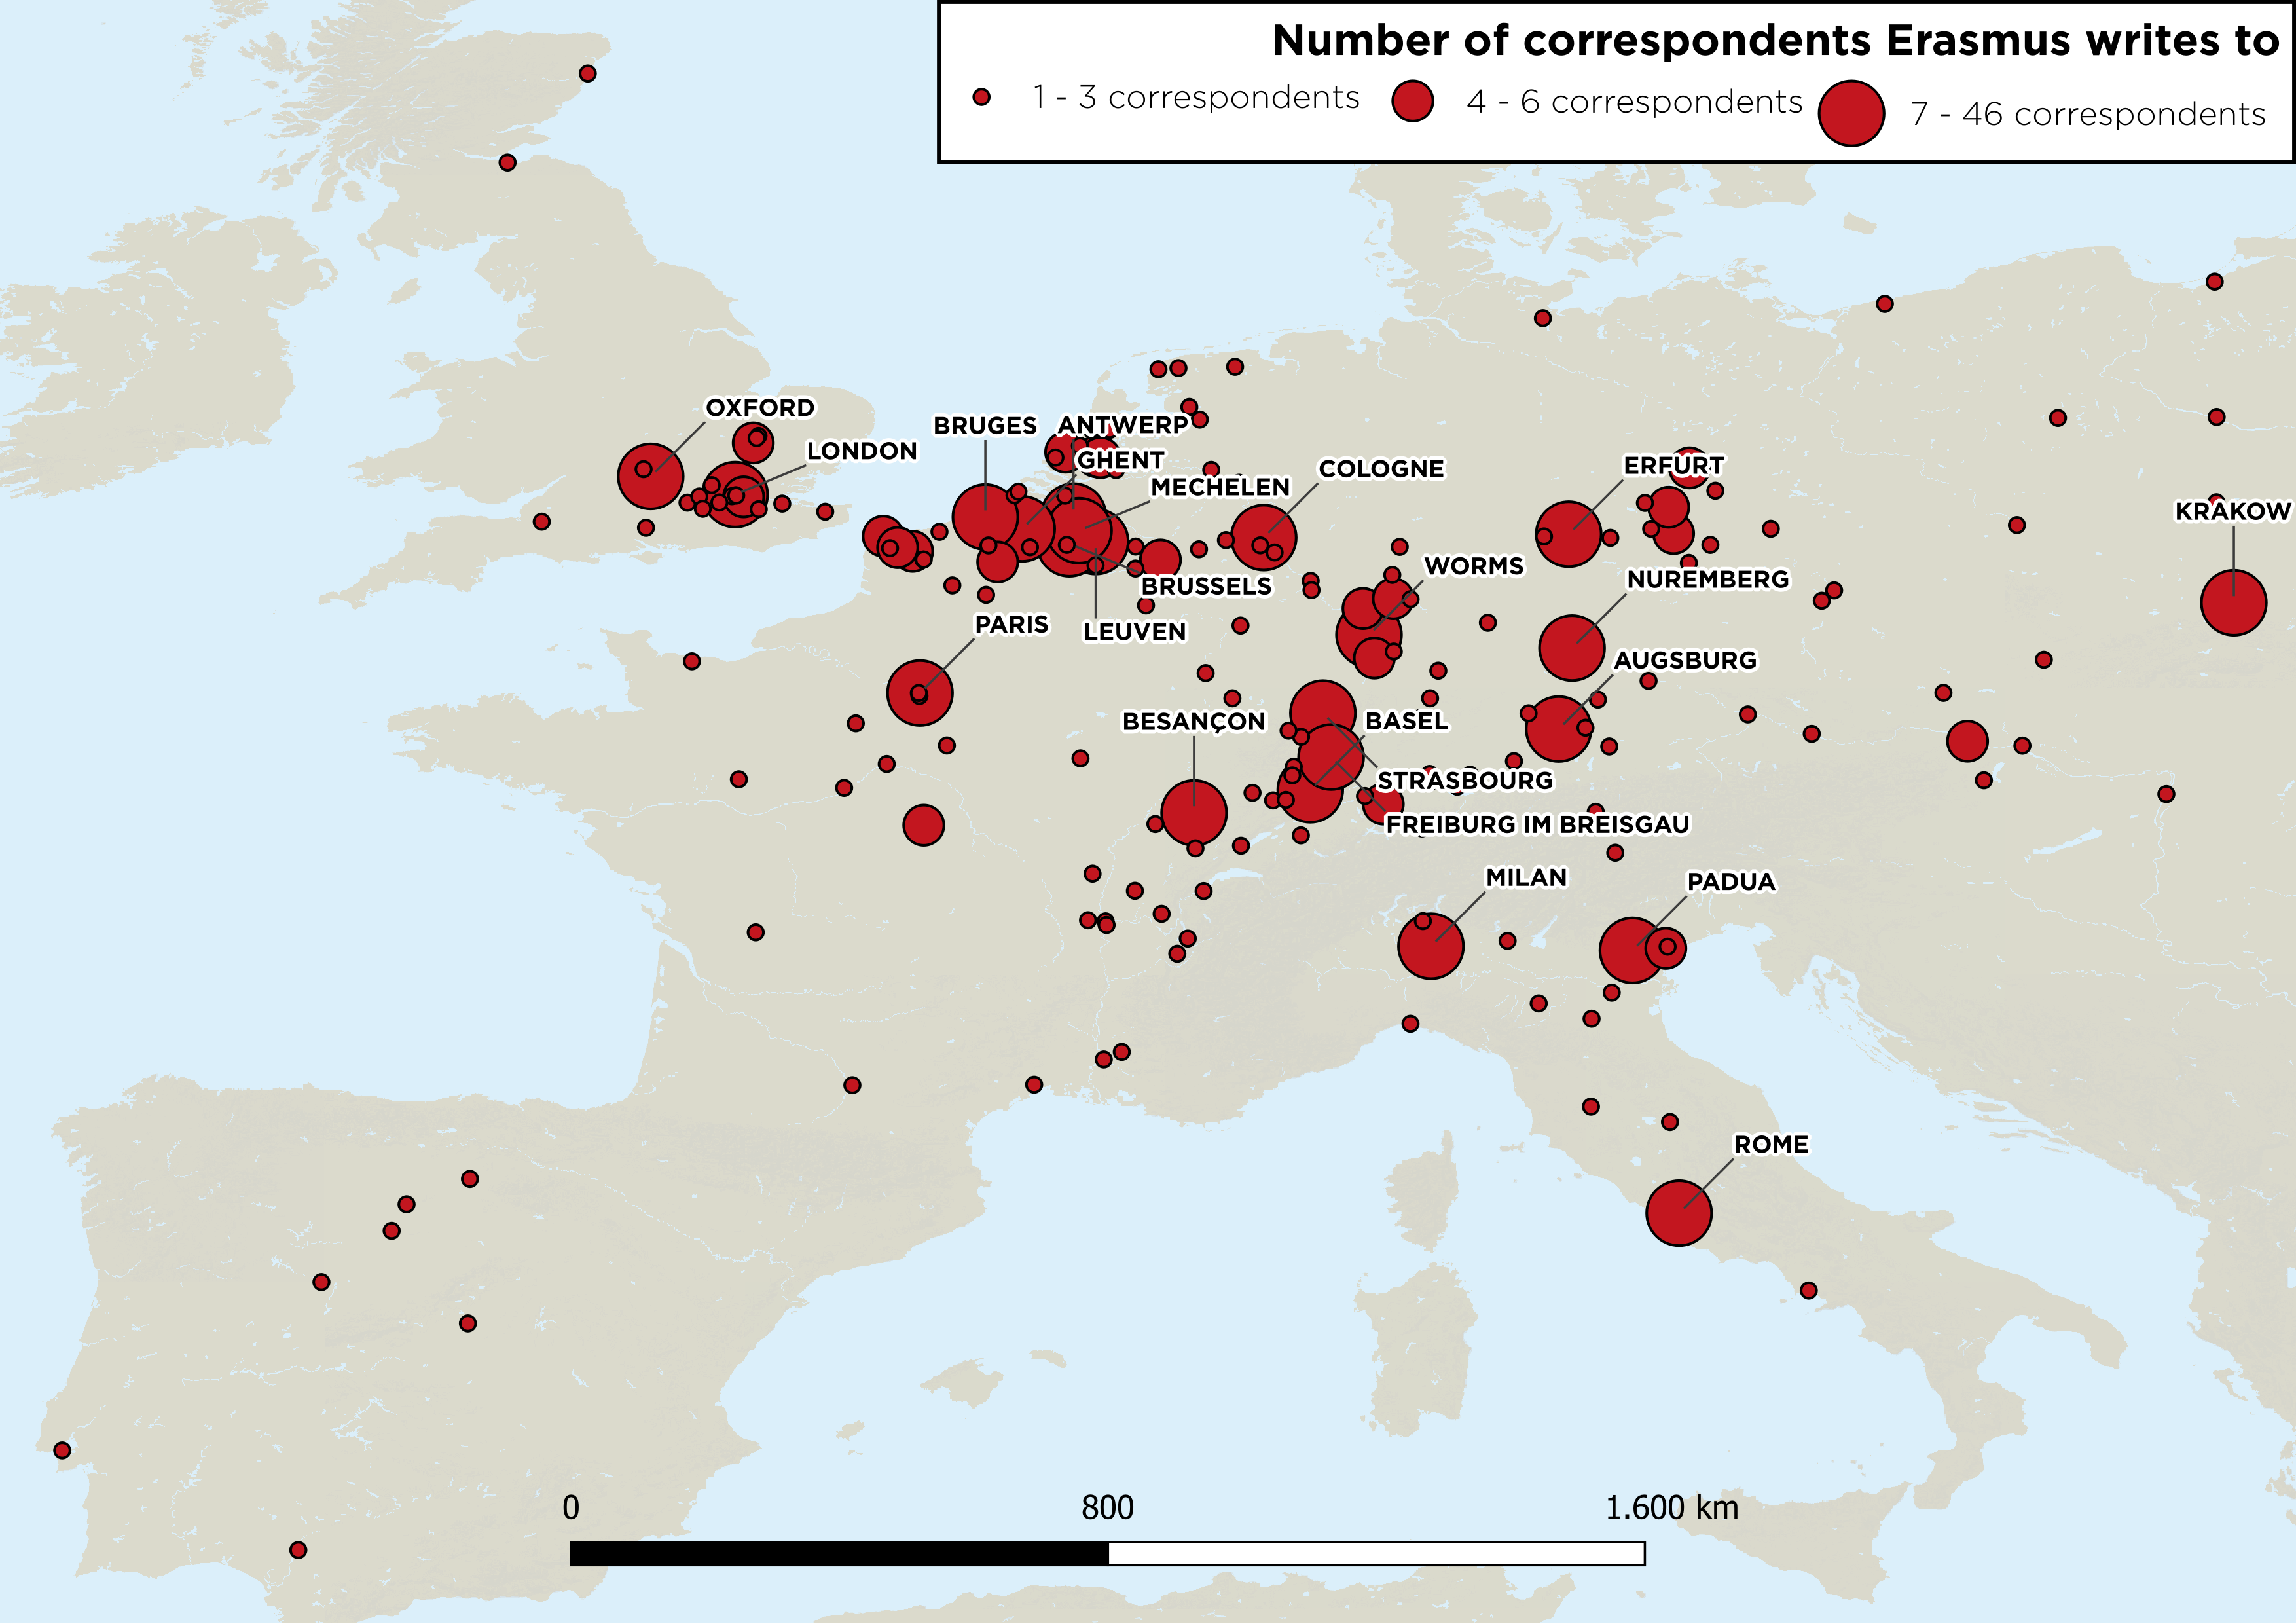 Number of correspondents Erasmus writes to
1 - 3 correspondents
4 - 6 correspondents
7 - 46 correspondents
OXFORD
LONDON
BRUGES
ANTWERP
GHENT
MECHELEN
COLOGNE
ERFURT
KRAKOW
BRUSSELS
WORMS
NUREMBERG
LEUVEN
PARIS
AUGSBURG
BESANÇON
BASEL
STRASBOURG
FREIBURG IM BREISGAU
MILAN
PADUA
ROME
0
800
1.600 km